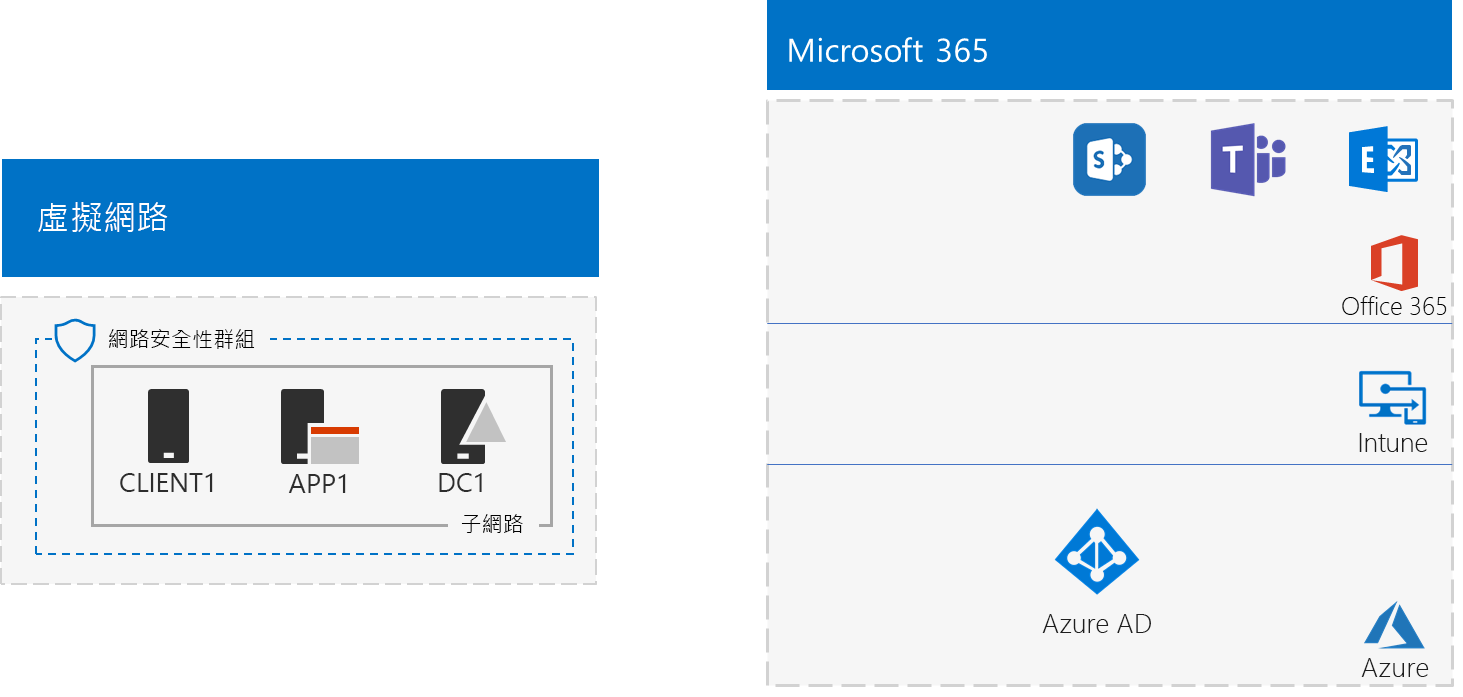 虛擬網路
網路安全性群組
CLIENT1
APP1
DC1
子網路
Microsoft 365
S
T
E
Office 365
Intune
Azure AD
Azure